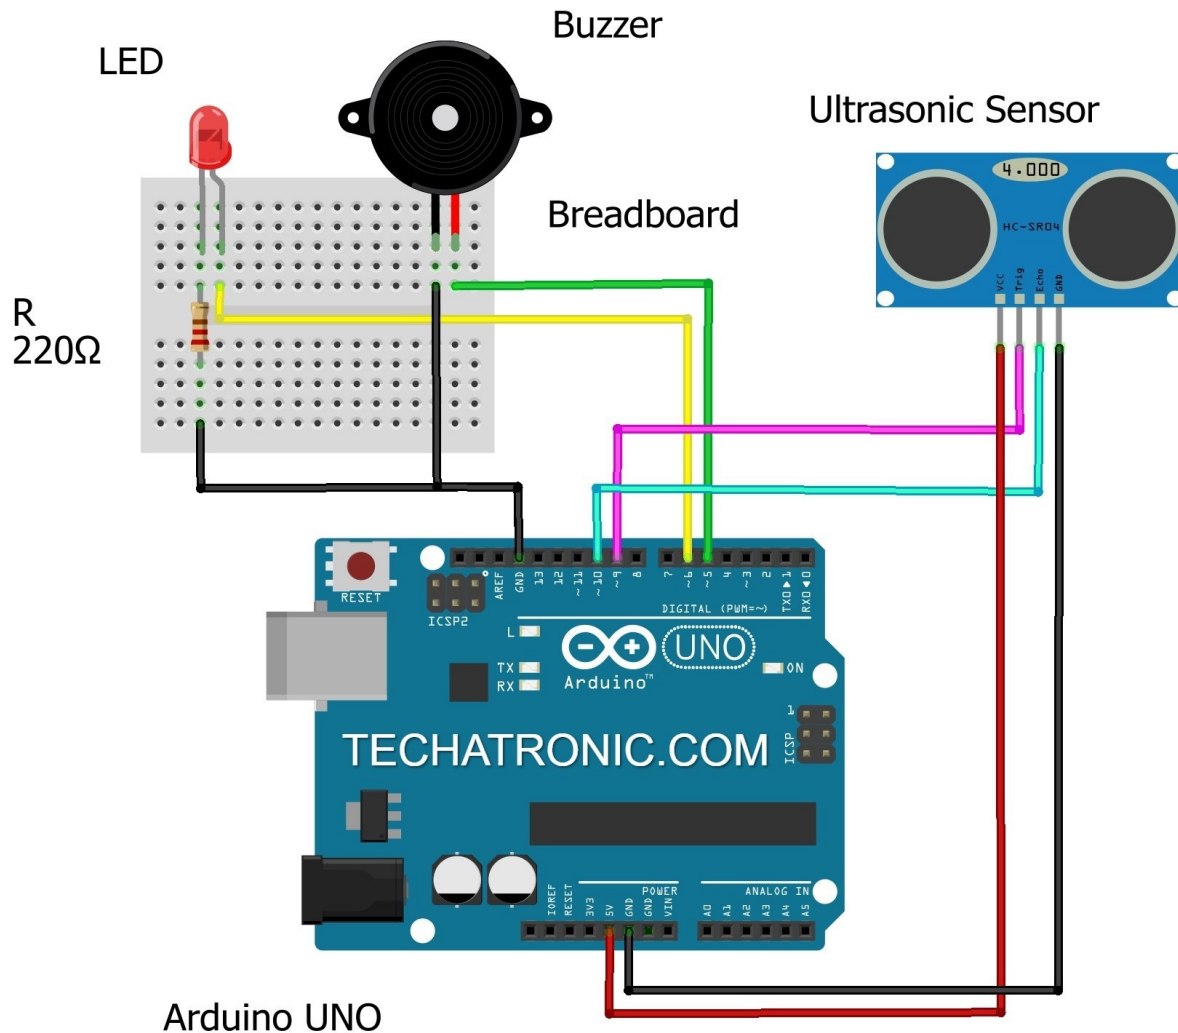 Buzzer
LED
Ultrasonic Sensor
4.000
HC-SR04
Breadboard
VCC
Trig
Echo
GND
R
220Ω
RESET
ICSP2
AREF
GND
13
12
~11
~10
~9
8
7
~6
~5
4
~3
2
TX0▶1
RX0◀0
DIGITAL (PWM=~)
L
TX
RX
UNO
Arduino™
ON
1
ICSP
TECHATRONIC.COM
POWER
ANALOG IN
IOREF
RESET
3V3
5V
GND
GND
VIN
A0
A1
A2
A3
A4
A5
Arduino UNO